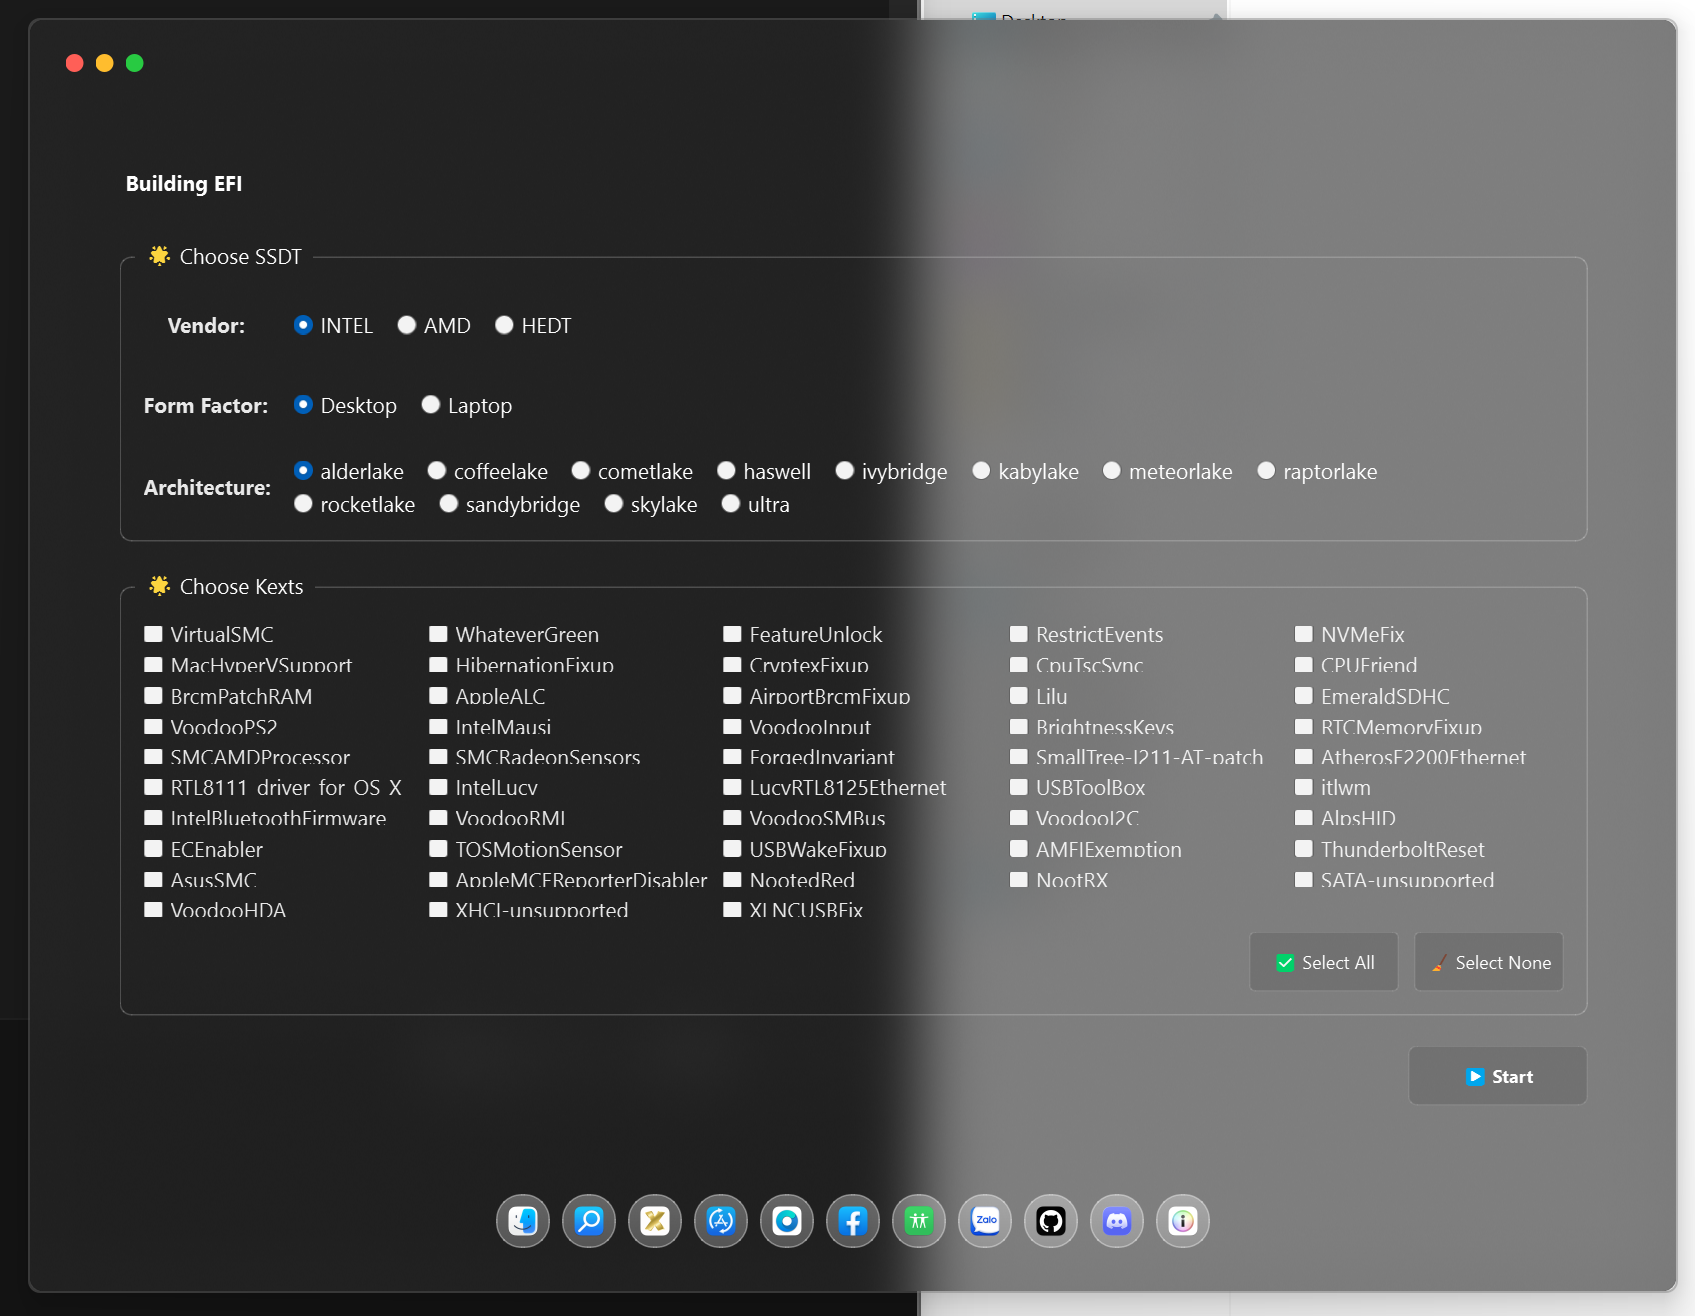 Desktop
Building EFI
Choose SSDT
Vendor: INTEL AMD HEDT
Form Factor: Desktop Laptop
Architecture: alderlake coffeelake cometlake haswell ivybridge kabylake meteorlake raptorlake
rocketlake sandybridge skylake ultra
Choose Kexts
VirtualSMC WhateverGreen FeatureUnlock RestrictEvents NVMeFix
MacHyperVSupport HibernationFixup CryptexFixup CpuTscSync CPUFriend
BrcmPatchRAM AppleALC AirportBrcmFixup Lilu EmeraldSDHC
VoodooPS2 IntelMausi VoodooInput BrightnessKeys RTCMemoryFixup
SMCAMDProcessor SMCRadeonSensors ForgedInvariant SmallTree-I211-AT-patch AtherosE2200Ethernet
RTL8111_driver_for_OS_X IntelLucy LucyRTL8125Ethernet USBToolBox itlwm
IntelBluetoothFirmware VoodooRMI VoodooSMBus VoodooI2C AlpsHID
ECEnabler TOSMotionSensor USBWakeFixup AMFIExemption ThunderboltReset
AsusSMC AppleMCEReporterDisabler NootedRed NootRX SATA-unsupported
VoodooHDA XHCI-unsupported XLNCUSBFix
Select All Select None
Start
Zalo